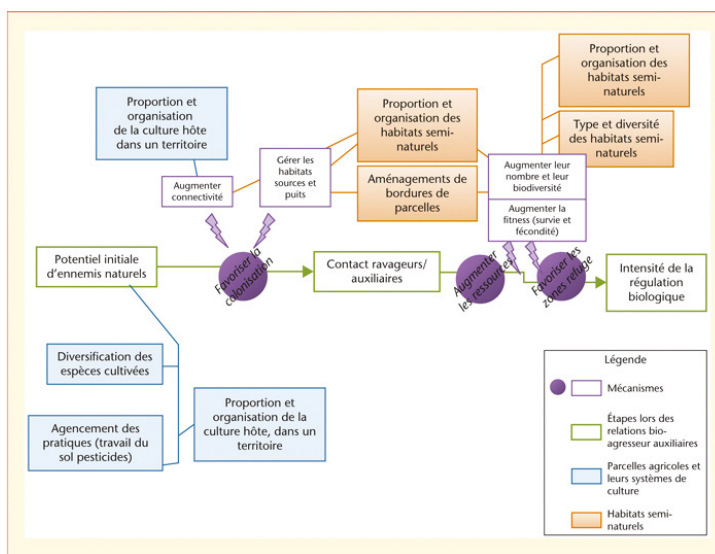 Proportion et
organisation
de la culture hôte
dans un territoire
Augmenter
connectivité
Gérer les
habitats
sources et
puits
Proportion et
organisation des
habitats semi-
naturels
Aménagements de
bordures de
parcelles
Proportion et
organisation des
habitats semi-
naturels
Type et diversité
des habitats semi-
naturels
Augmenter leur
nombre et leur
biodiversité
Augmenter la
fitness (survie et
fécondité)
Potentiel initiale
d'ennemis naturels
Favoriser la
colonisation
Contact ravageurs/
auxiliaires
Augmenter
les ressources
Favoriser les
zones refuge
Intensité de la
régulation
biologique
Diversification des
espèces cultivées
Agencement des
pratiques (travail du
sol pesticides)
Proportion et
organisation de la
culture hôte, dans un
territoire
Légende
Mécanismes
Étapes lors des
relations bio-
agresseur auxiliaires
Parcelles agricoles et
leurs systèmes de
culture
Habitats semi-
naturels